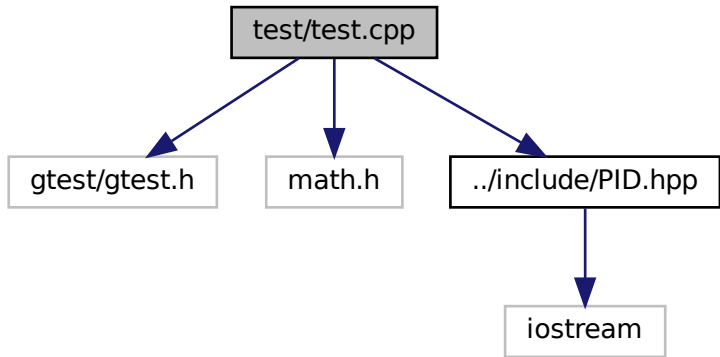 test/test.cpp
gtest/gtest.h
math.h
../include/PID.hpp
iostream